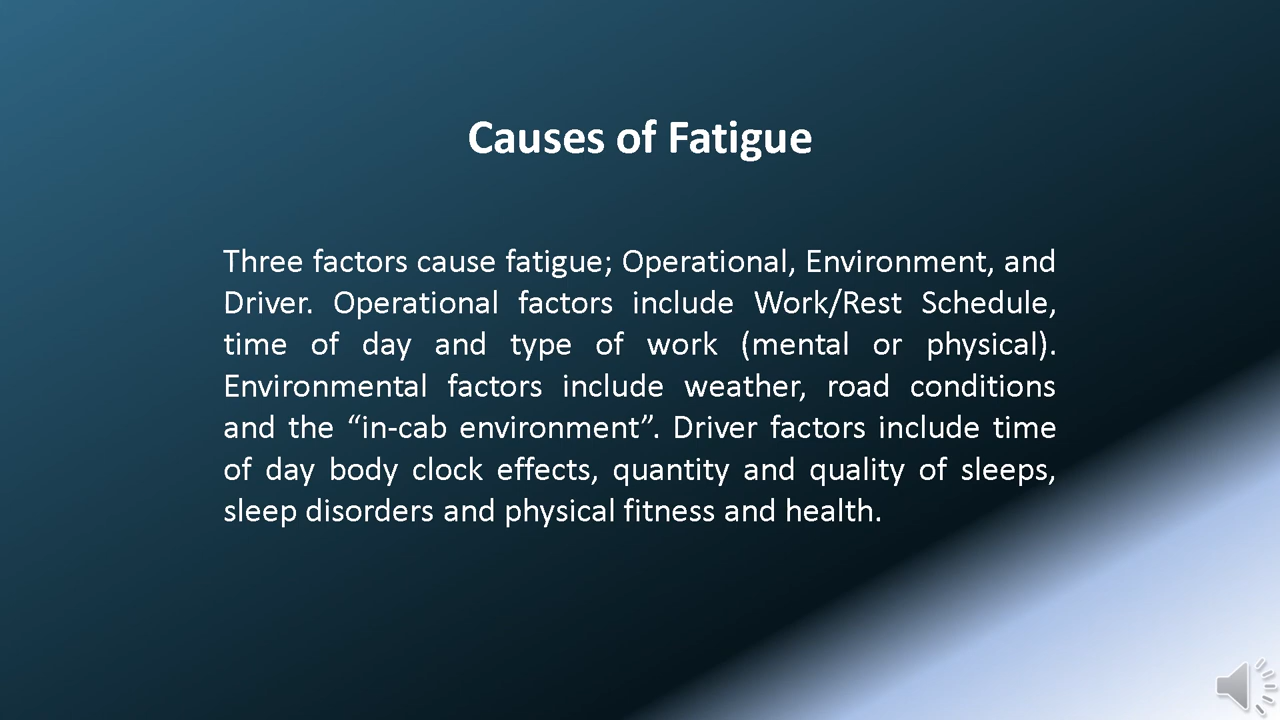 Causes of Fatigue
Three factors cause fatigue; Operational, Environment, and
Driver. Operational factors include Work/Rest Schedule,
time of day and type of work (mental or physical).
Environmental factors include weather, road conditions
and the “in-cab environment”. Driver factors include time
of day body clock effects, quantity and quality of sleeps,
sleep disorders and physical fitness and health.